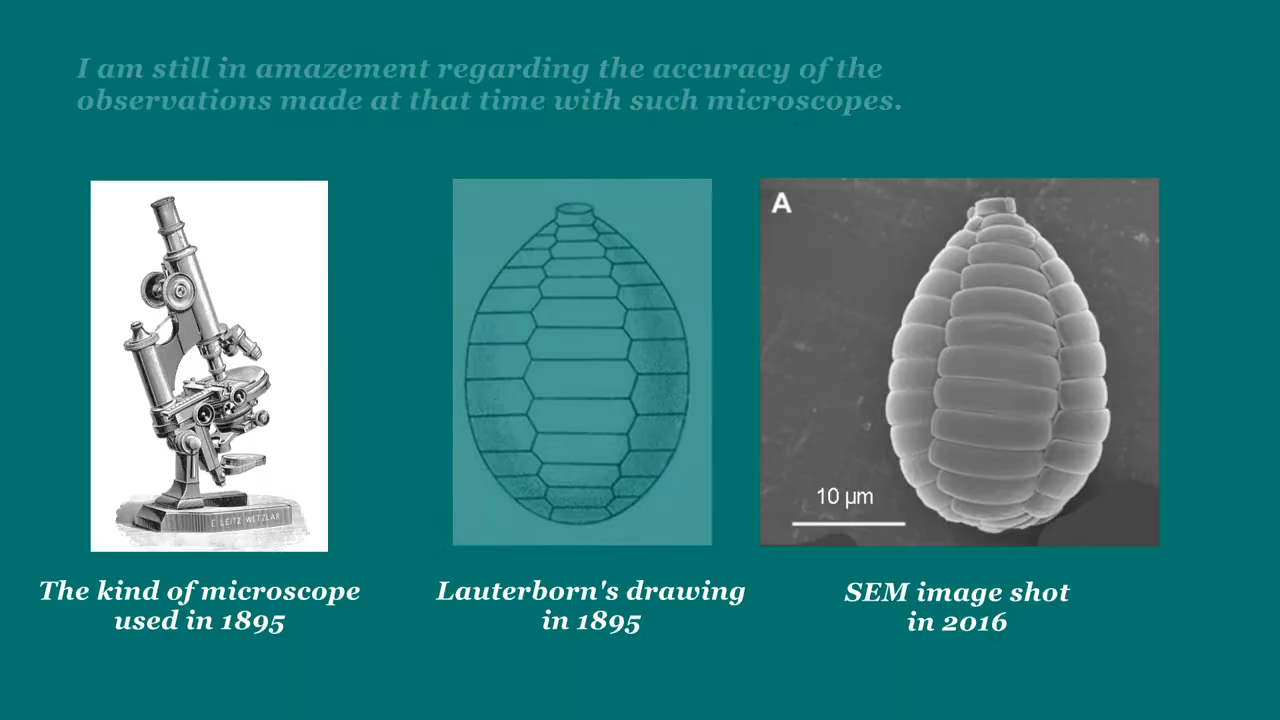 I am still in amazement regarding the accuracy of the
observations made at that time with such microscopes.
A
10 µm
E. LEITZ WETZLAR
The kind of microscope
used in 1895
Lauterborn's drawing
in 1895
SEM image shot
in 2016